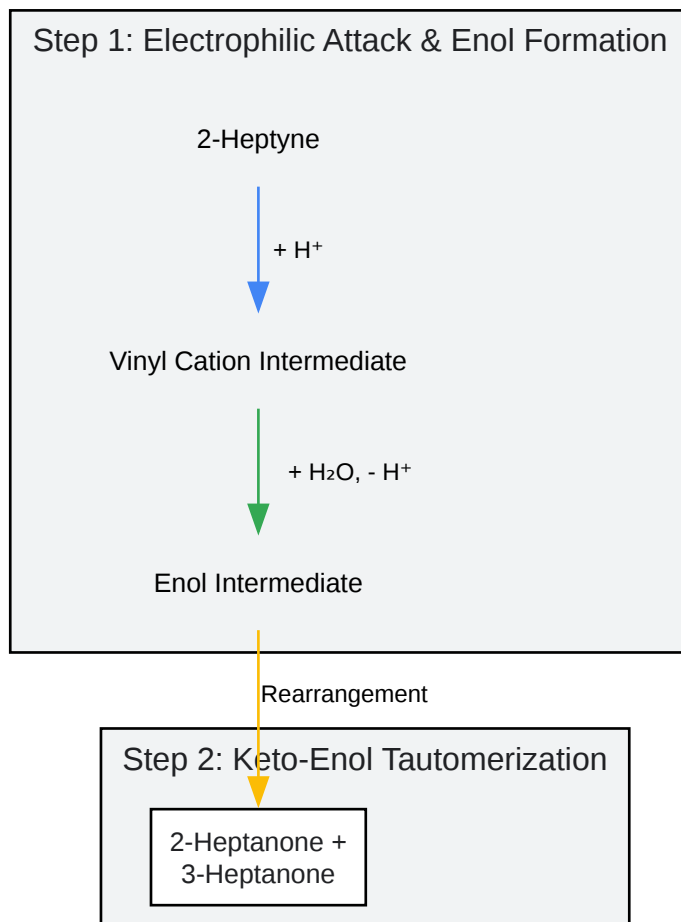 Step 1: Electrophilic Attack & Enol Formation
2-Heptyne
+ H⁺
Vinyl Cation Intermediate
+ H₂O, - H⁺
Enol Intermediate
Rearrangement
Step 2: Keto-Enol Tautomerization
2-Heptanone +
3-Heptanone